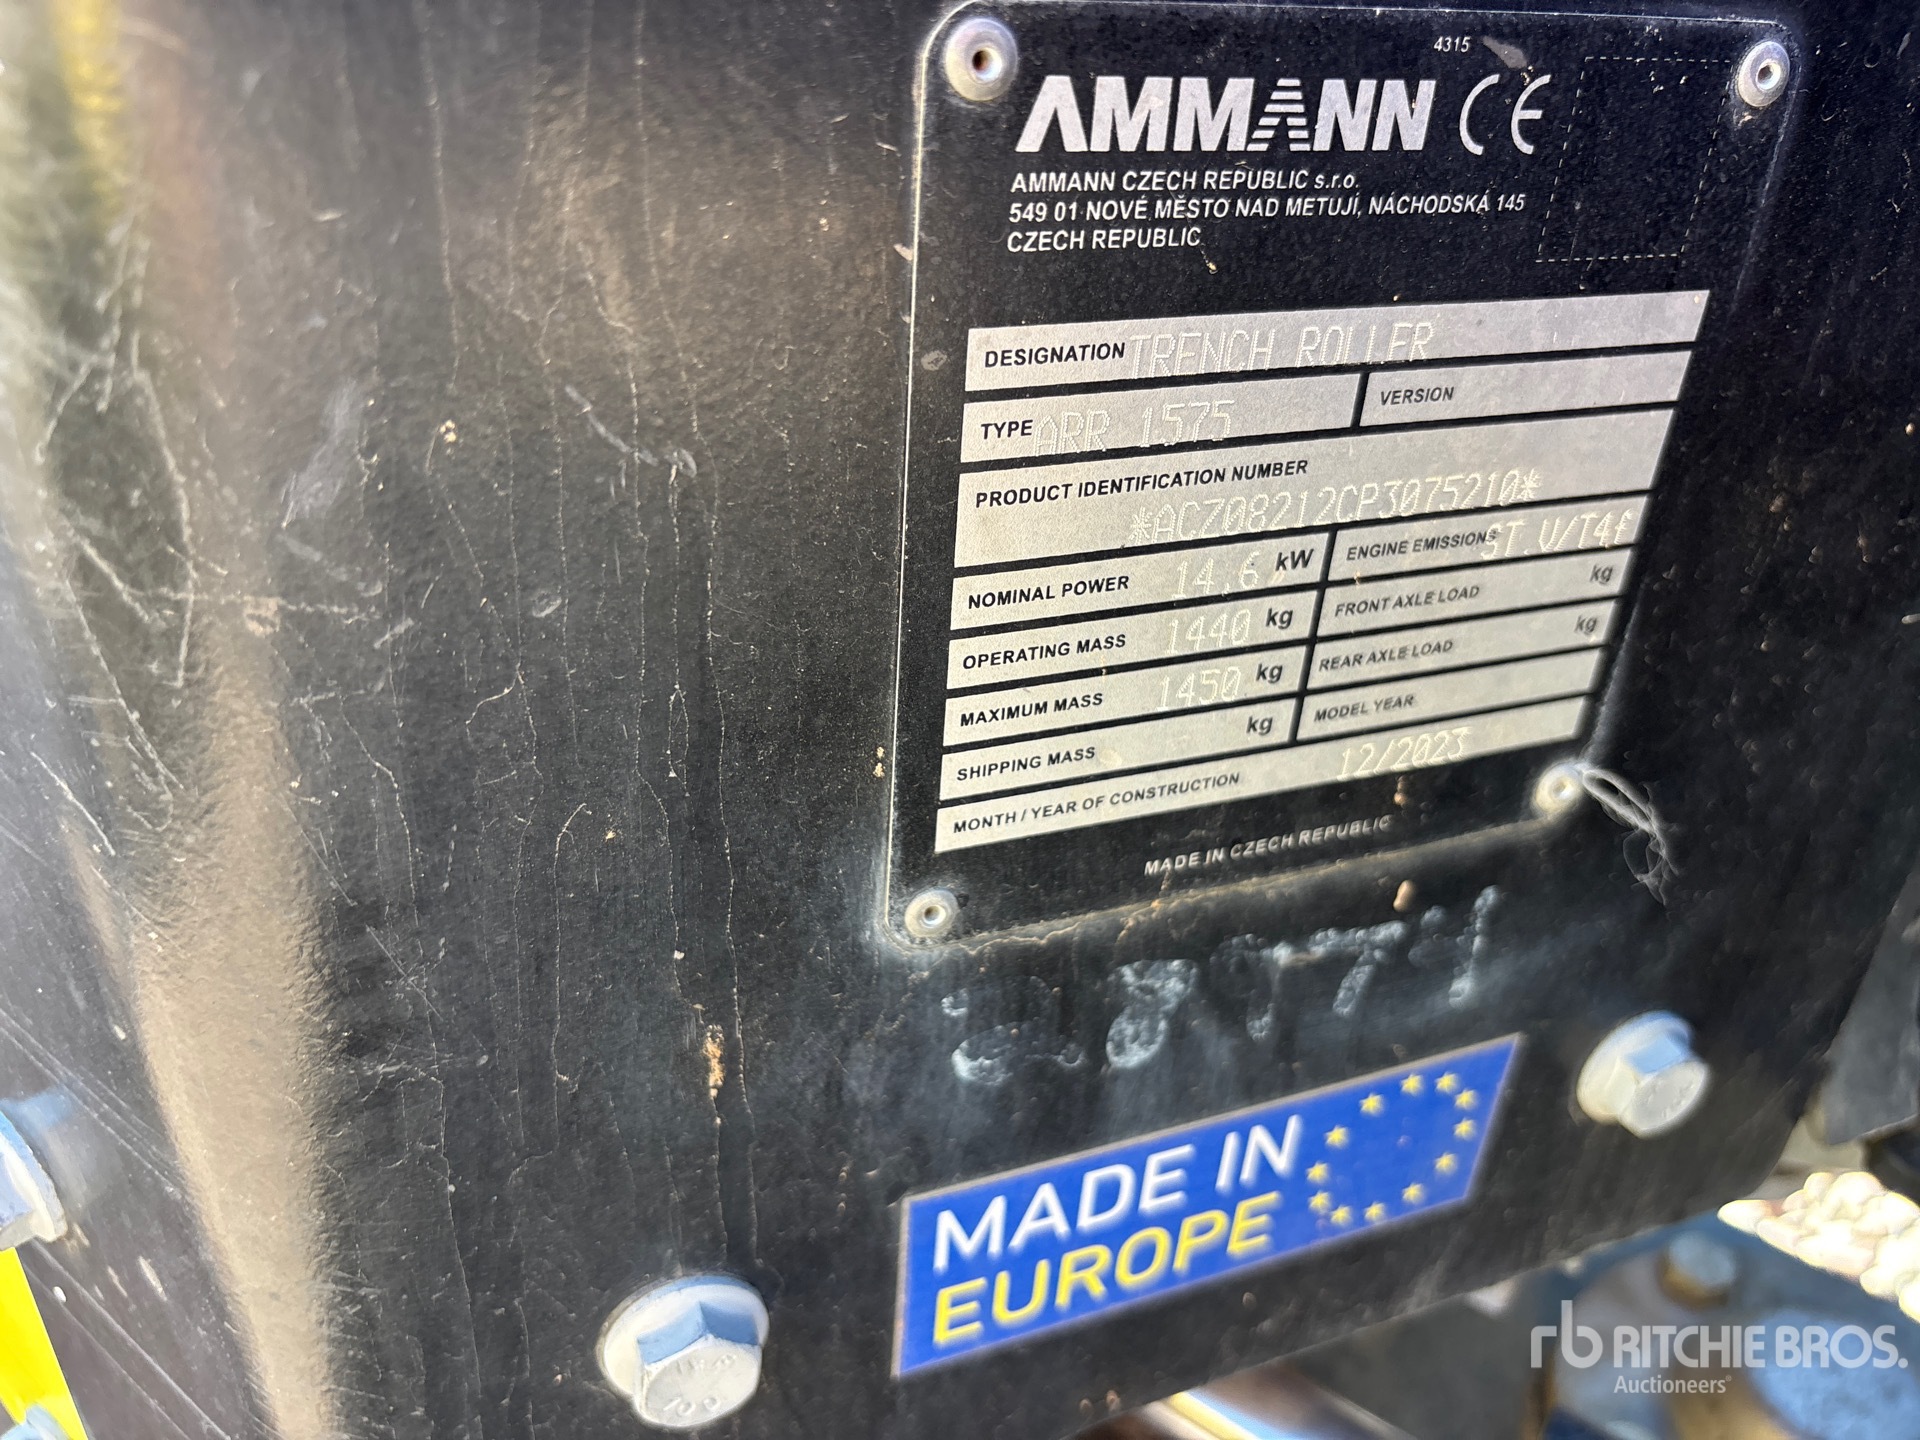 4315
AMMANN CE
AMMANN CZECH REPUBLIC s.r.o.
549 01 NOVÉ MĚSTO NAD METUJÍ, NÁCHODSKÁ 145
CZECH REPUBLIC
DESIGNATION TRENCH ROLLER
TYPE ARR 1575 VERSION
PRODUCT IDENTIFICATION NUMBER
*ACZ08212CP3075210*
NOMINAL POWER 14,6 kW ENGINE EMISSIONS ST.V/T4f
OPERATING MASS 1440 kg FRONT AXLE LOAD kg
MAXIMUM MASS 1450 kg REAR AXLE LOAD kg
SHIPPING MASS kg MODEL YEAR
MONTH / YEAR OF CONSTRUCTION 12/2023
MADE IN CZECH REPUBLIC
MADE IN
EUROPE
rb RITCHIE BROS.
Auctioneers